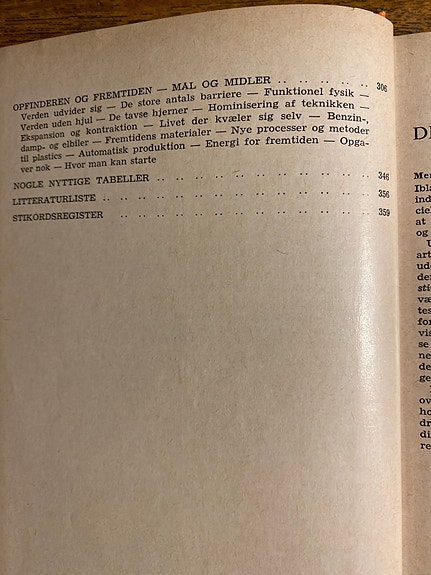 OPFINDEREN OG FREMTIDEN — MÅL OG MIDLER .. .. .. .. .. 306
Verden udvider sig — De store antals barriere — Funktionel fysik —
Verden uden hjul — De tavse hjerner — Hominisering af teknikken —
Ekspansion og kontraktion — Livet der kvæler sig selv — Benzin-,
damp- og elbiler — Fremtidens materialer — Nye processer og metoder
til plastics — Automatisk produktion — Energi for fremtiden — Opga-
ver nok — Hvor man kan starte
NOGLE NYTTIGE TABELLER .. .. .. .. .. .. .. .. .. .. 346
LITTERATURLISTE .. .. .. .. .. .. .. .. .. .. .. .. 356
STIKORDSREGISTER .. .. .. .. .. .. .. .. .. .. .. 359